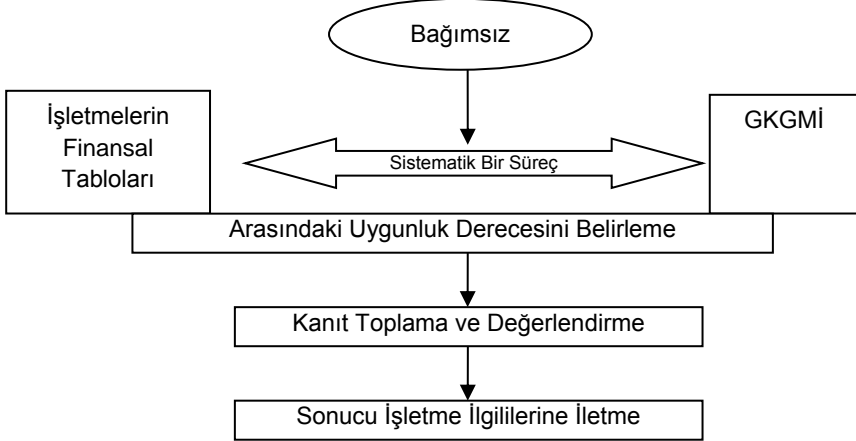 Bağımsız
İşletmelerin
Finansal
Tabloları
Sistematik Bir Süreç
GKGMİ
Arasındaki Uygunluk Derecesini Belirleme
Kanıt Toplama ve Değerlendirme
Sonucu İşletme İlgililerine İletme